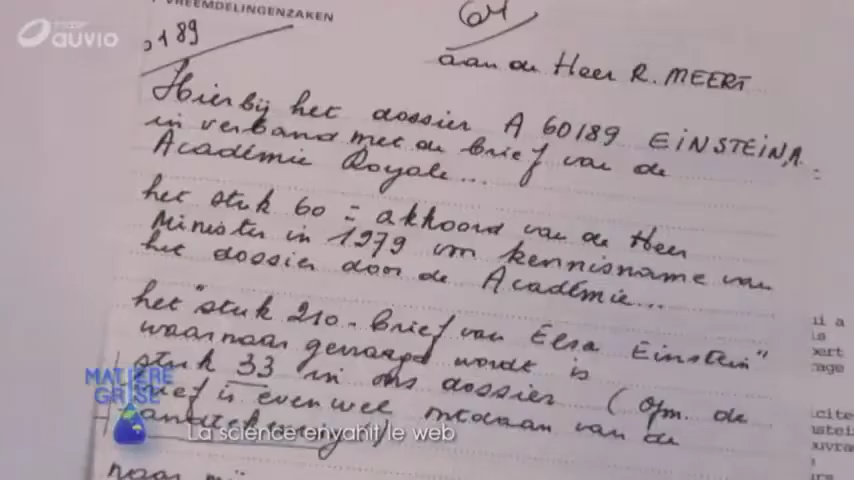 VREEMDELINGENZAKEN
auvio
189
aan de Heer R. MEERT
Hierbij het dossier A 60189 EINSTEIN, A.
in verband met de brief van de
Académie Royale...
het stuk 60 = akkoord van de Heer
Minister in 1979 om kennisname van
het dossier door de Académie...
het "stuk 210 - brief van Elsa Einstein"
waarnaar gevraagd wordt is
stuk 33 in ons dossier (Opm. de
brief is evenwel ontdaan van de
MATIÈRE
GRISE
La science envahit le web
naar